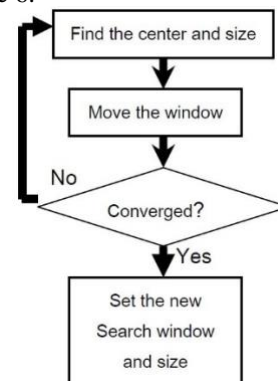 Find the center and size
Move the window
No
Converged?
Yes
Set the new
Search window
and size